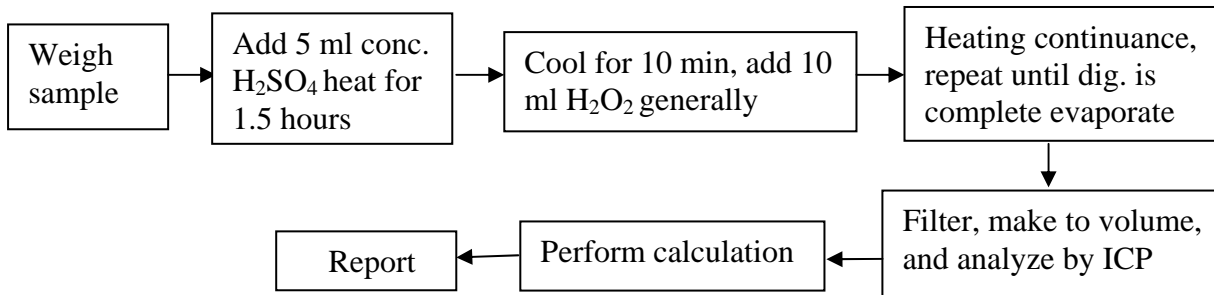 Weigh
sample
Add 5 ml conc.
H₂SO₄ heat for
1.5 hours
Cool for 10 min, add 10
ml H₂O₂ generally
Heating continuance,
repeat until dig. is
complete evaporate
Filter, make to volume,
and analyze by ICP
Perform calculation
Report